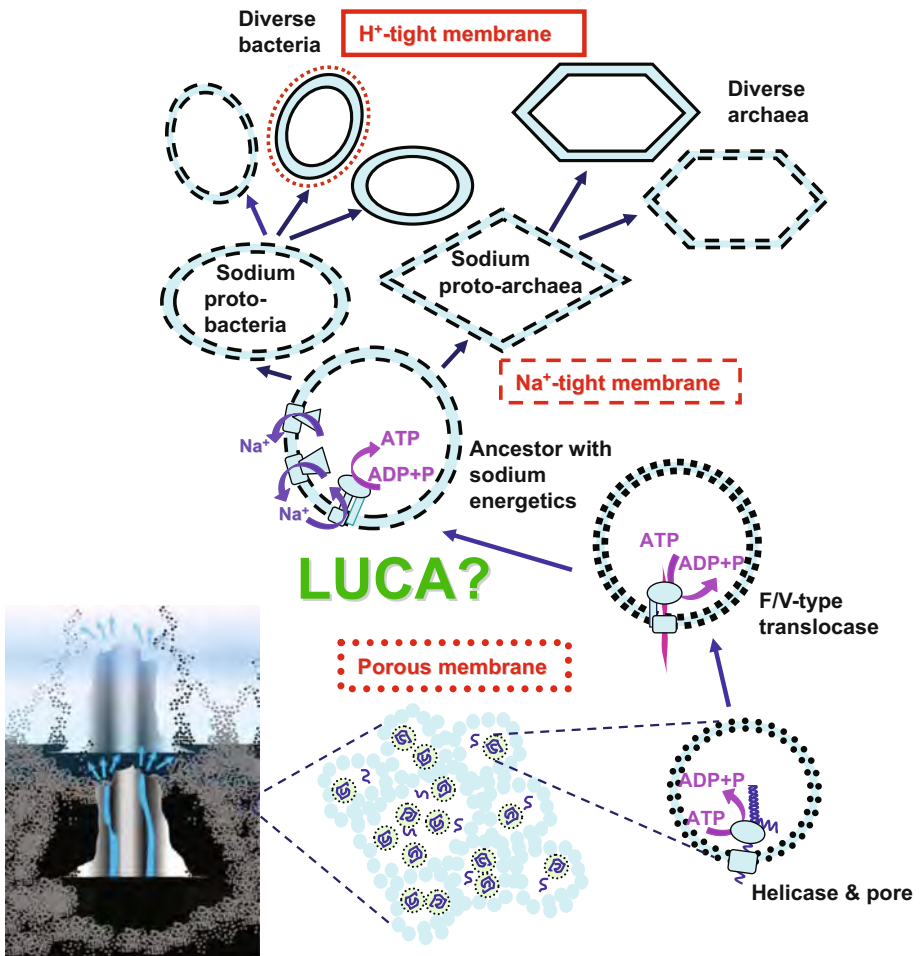 Diverse
bacteria
H⁺-tight membrane
Diverse
archaea
Sodium
proto-
bacteria
Sodium
proto-archaea
Na⁺-tight membrane
Na⁺
ATP
ADP+P
Na⁺
Ancestor with
sodium
energetics
LUCA?
ATP
ADP+P
F/V-type
translocase
Porous membrane
ADP+P
ATP
Helicase & pore